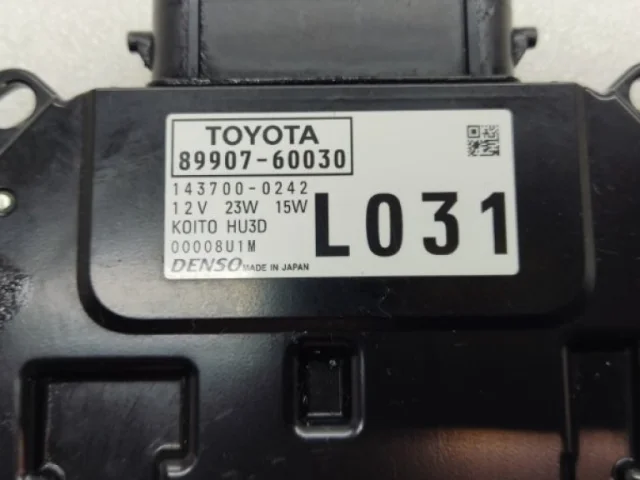 TOYOTA
89907-60030
143700-0242
12V 23W 15W
KOITO HU3D
00008U1M
DENSO MADE IN JAPAN
L031